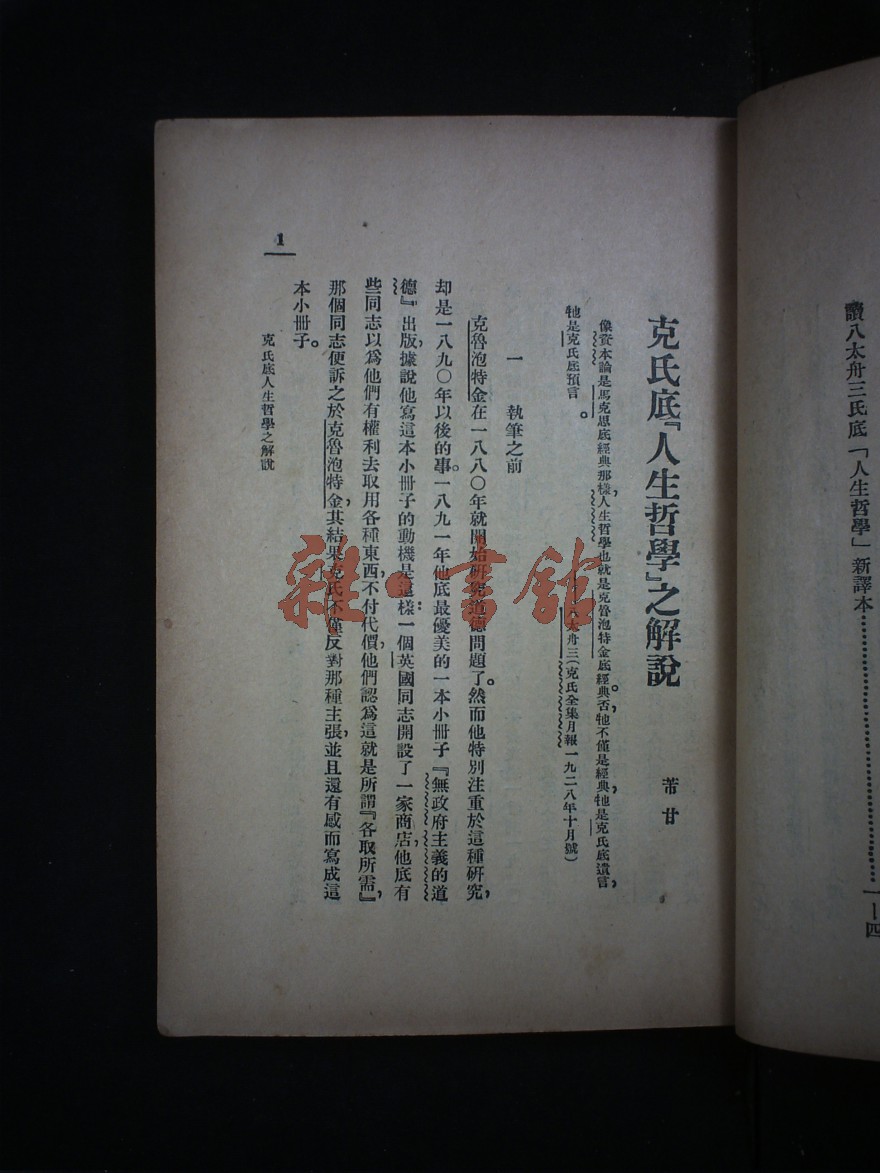 讀八太舟三氏底「人生哲學」新譯本……………………一—四
克氏底『人生哲學』之解說
芾甘
像資本論是馬克思底經典那樣,人生哲學也就是克魯泡特金底經典。否,牠不僅是經典,牠是克氏底遺言,
牠是克氏底預言。
八太舟三(克氏全集月報一九二八年十月號)
一 執筆之前
克魯泡特金在一八八〇年就開始研究道德問題了。然而他特別注重於這種研究,
却是一八九〇年以後的事。一八九一年他底最優美的一本小冊子『無政府主義的道
德』出版,據說他寫這本小冊子的動機是這樣:一個英國同志開設了一家商店,他底有
些同志以爲他們有權利去取用各種東西,不付代價,他們認爲這就是所謂『各取所需』,
那個同志便訴之於克魯泡特金,其結果克氏不僅反對那種主張,並且還有感而寫成這
本小冊子。
克氏底人生哲學之解說
1
雜·書館